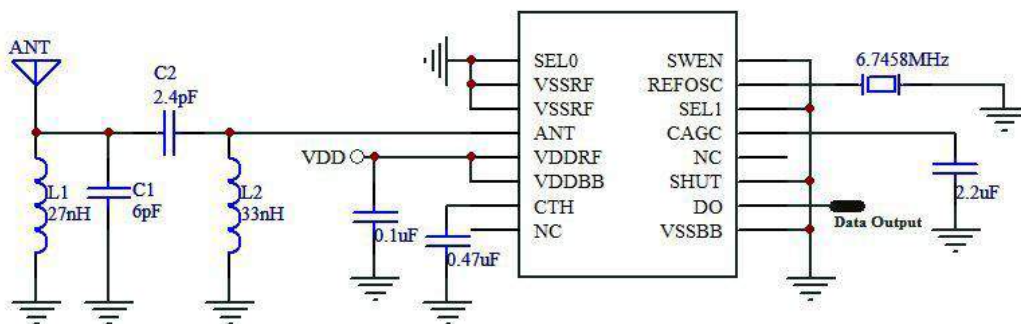 ANT
C2
2.4pF
L1
27nH
C1
6pF
L2
33nH
VDD
0.1uF
0.47uF
SEL0
VSSRF
VSSRF
ANT
VDDRF
VDDBB
CTH
NC
SWEN
REFOSC
SEL1
CAGC
NC
SHUT
DO
VSSBB
6.7458MHz
2.2uF
Data Output